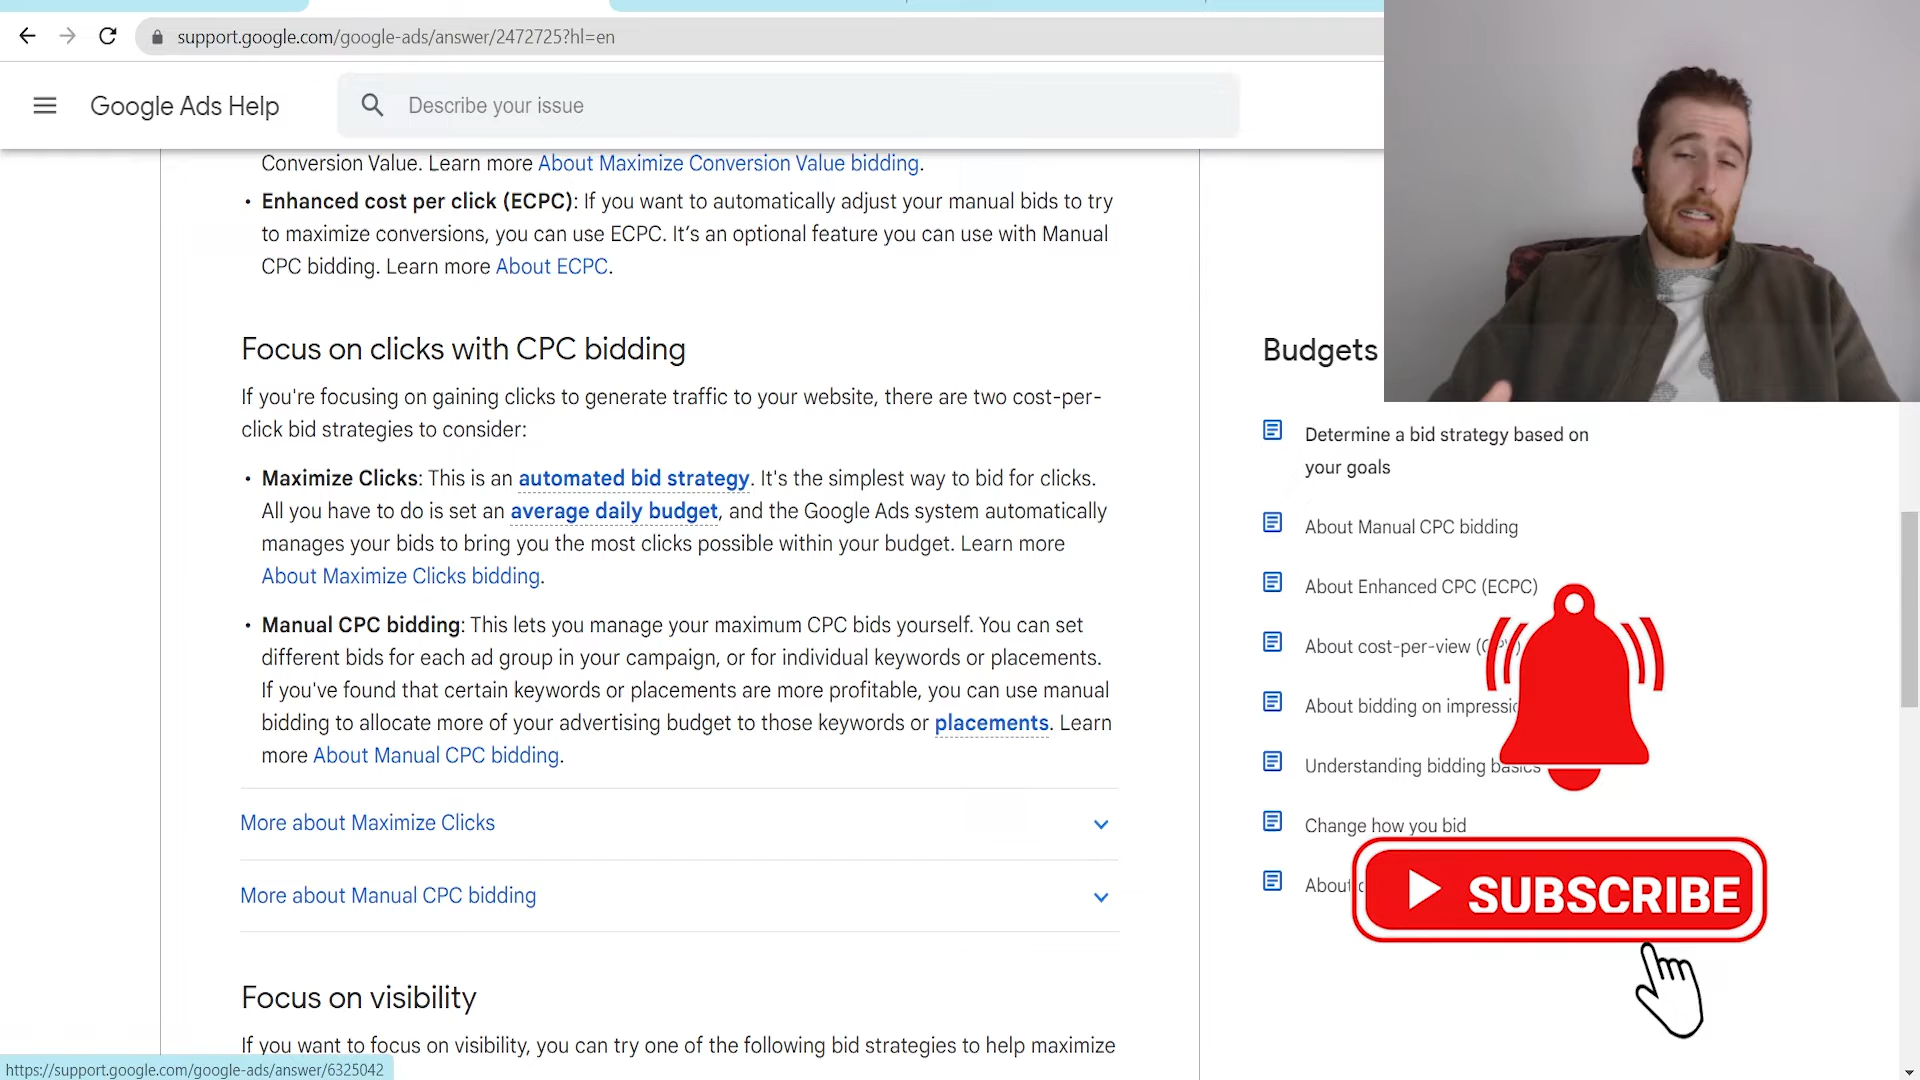 support.google.com/google-ads/answer/2472725?hl=en
Google Ads Help
Describe your issue
Conversion Value. Learn more About Maximize Conversion Value bidding.
• Enhanced cost per click (ECPC): If you want to automatically adjust your manual bids to try
to maximize conversions, you can use ECPC. It’s an optional feature you can use with Manual
CPC bidding. Learn more About ECPC.
Focus on clicks with CPC bidding
If you're focusing on gaining clicks to generate traffic to your website, there are two cost-per-
click bid strategies to consider:
• Maximize Clicks: This is an automated bid strategy. It's the simplest way to bid for clicks.
All you have to do is set an average daily budget, and the Google Ads system automatically
manages your bids to bring you the most clicks possible within your budget. Learn more
About Maximize Clicks bidding.
• Manual CPC bidding: This lets you manage your maximum CPC bids yourself. You can set
different bids for each ad group in your campaign, or for individual keywords or placements.
If you've found that certain keywords or placements are more profitable, you can use manual
bidding to allocate more of your advertising budget to those keywords or placements. Learn
more About Manual CPC bidding.
More about Maximize Clicks
More about Manual CPC bidding
Focus on visibility
If you want to focus on visibility, you can try one of the following bid strategies to help maximize
https://support.google.com/google-ads/answer/6325042
Budgets
Determine a bid strategy based on
your goals
About Manual CPC bidding
About Enhanced CPC (ECPC)
About cost-per-view
About bidding on
Understanding bidding basics
Change how you bid
About
SUBSCRIBE